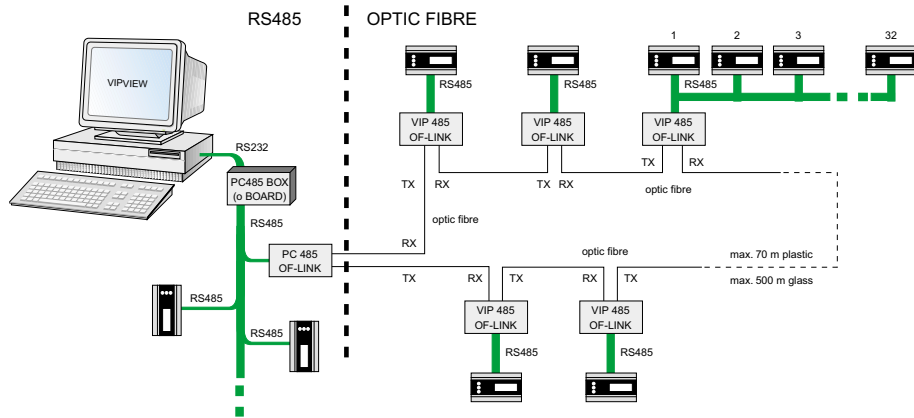 RS485
OPTIC FIBRE
1
2
3
32
VIPVIEW
RS485
RS485
RS485
VIP 485
OF-LINK
VIP 485
OF-LINK
VIP 485
OF-LINK
RS232
PC485 BOX
(o BOARD)
TX
RX
TX
RX
TX
RX
optic fibre
RS485
optic fibre
RX
PC 485
OF-LINK
optic fibre
max. 70 m plastic
TX
RX
TX
RX
TX
max. 500 m glass
RS485
VIP 485
OF-LINK
VIP 485
OF-LINK
RS485
RS485
RS485